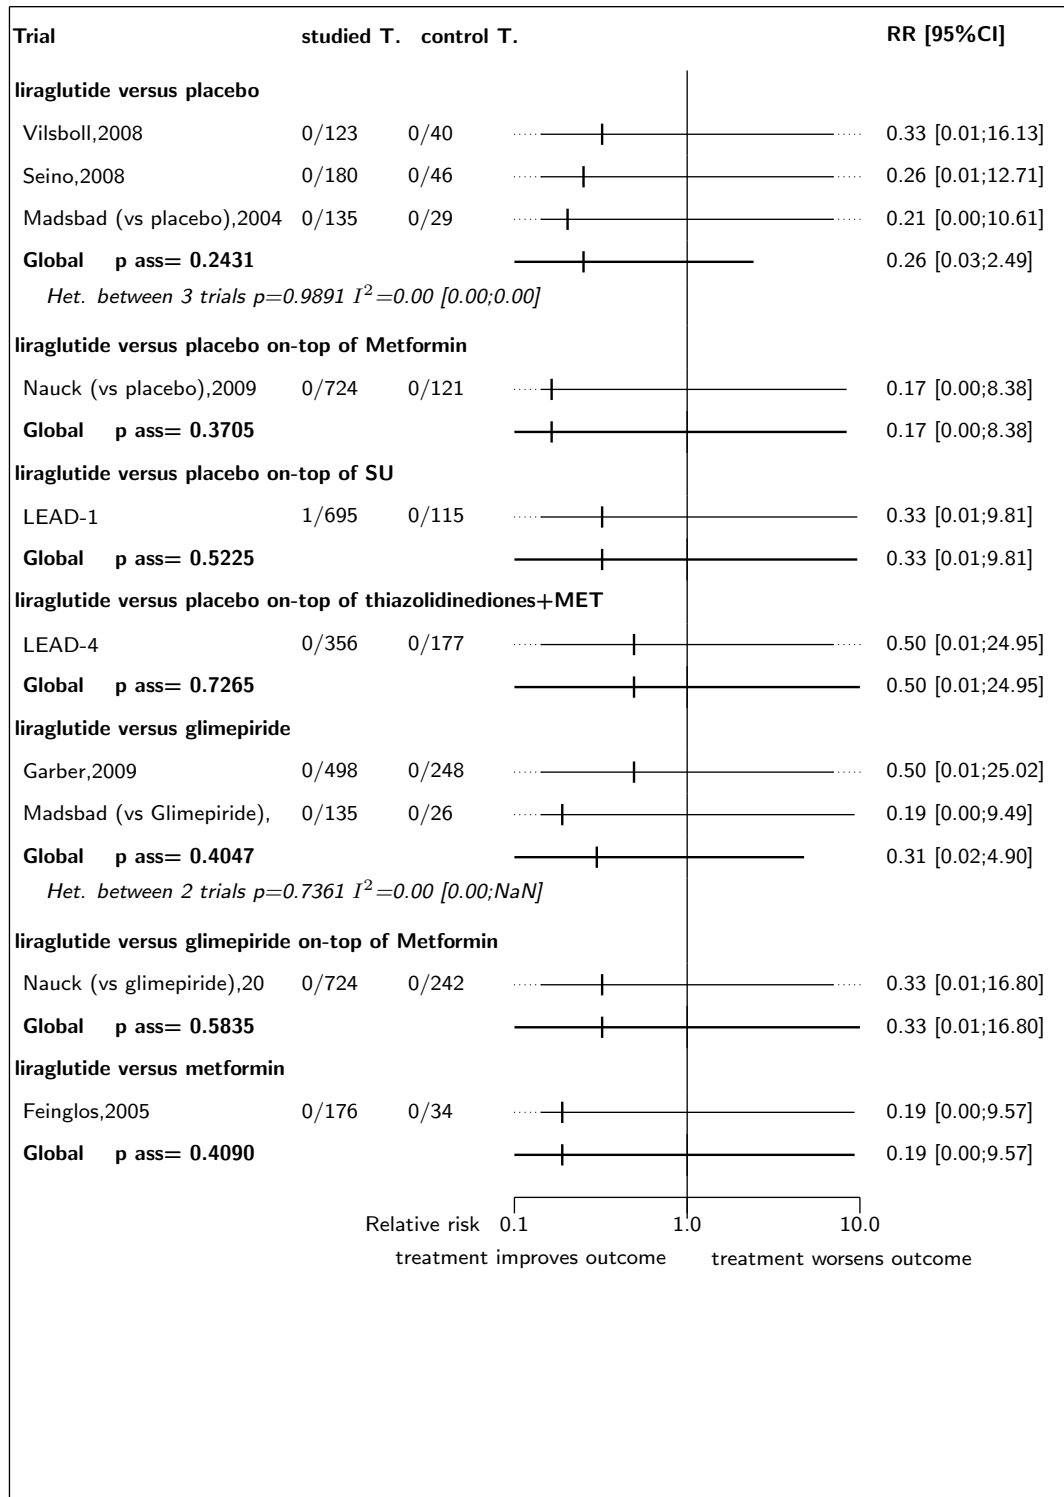 Trial studied T. control T. RR [95%CI]
liraglutide versus placebo
Vilsboll,2008 0/123 0/40 0.33 [0.01;16.13]
Seino,2008 0/180 0/46 0.26 [0.01;12.71]
Madsbad (vs placebo),2004 0/135 0/29 0.21 [0.00;10.61]
Global p ass= 0.2431 0.26 [0.03;2.49]
Het. between 3 trials p=0.9891 I²=0.00 [0.00;0.00]
liraglutide versus placebo on-top of Metformin
Nauck (vs placebo),2009 0/724 0/121 0.17 [0.00;8.38]
Global p ass= 0.3705 0.17 [0.00;8.38]
liraglutide versus placebo on-top of SU
LEAD-1 1/695 0/115 0.33 [0.01;9.81]
Global p ass= 0.5225 0.33 [0.01;9.81]
liraglutide versus placebo on-top of thiazolidinediones+MET
LEAD-4 0/356 0/177 0.50 [0.01;24.95]
Global p ass= 0.7265 0.50 [0.01;24.95]
liraglutide versus glimepiride
Garber,2009 0/498 0/248 0.50 [0.01;25.02]
Madsbad (vs Glimepiride), 0/135 0/26 0.19 [0.00;9.49]
Global p ass= 0.4047 0.31 [0.02;4.90]
Het. between 2 trials p=0.7361 I²=0.00 [0.00;NaN]
liraglutide versus glimepiride on-top of Metformin
Nauck (vs glimepiride),20 0/724 0/242 0.33 [0.01;16.80]
Global p ass= 0.5835 0.33 [0.01;16.80]
liraglutide versus metformin
Feinglos,2005 0/176 0/34 0.19 [0.00;9.57]
Global p ass= 0.4090 0.19 [0.00;9.57]
Relative risk 0.1 1.0 10.0
treatment improves outcome treatment worsens outcome